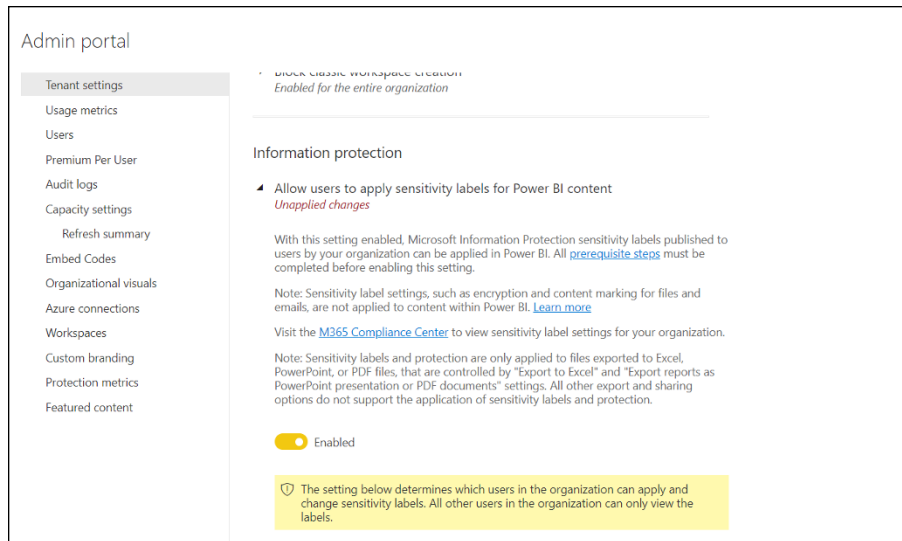 Admin portal
Tenant settings
Usage metrics
Users
Premium Per User
Audit logs
Capacity settings
Refresh summary
Embed Codes
Organizational visuals
Azure connections
Workspaces
Custom branding
Protection metrics
Featured content
Block classic workspace creation
Enabled for the entire organization
Information protection
Allow users to apply sensitivity labels for Power BI content
Unapplied changes
With this setting enabled, Microsoft Information Protection sensitivity labels published to
users by your organization can be applied in Power BI. All prerequisite steps must be
completed before enabling this setting.
Note: Sensitivity label settings, such as encryption and content marking for files and
emails, are not applied to content within Power BI. Learn more
Visit the M365 Compliance Center to view sensitivity label settings for your organization.
Note: Sensitivity labels and protection are only applied to files exported to Excel,
PowerPoint, or PDF files, that are controlled by "Export to Excel" and "Export reports as
PowerPoint presentation or PDF documents" settings. All other export and sharing
options do not support the application of sensitivity labels and protection.
Enabled
The setting below determines which users in the organization can apply and
change sensitivity labels. All other users in the organization can only view the
labels.